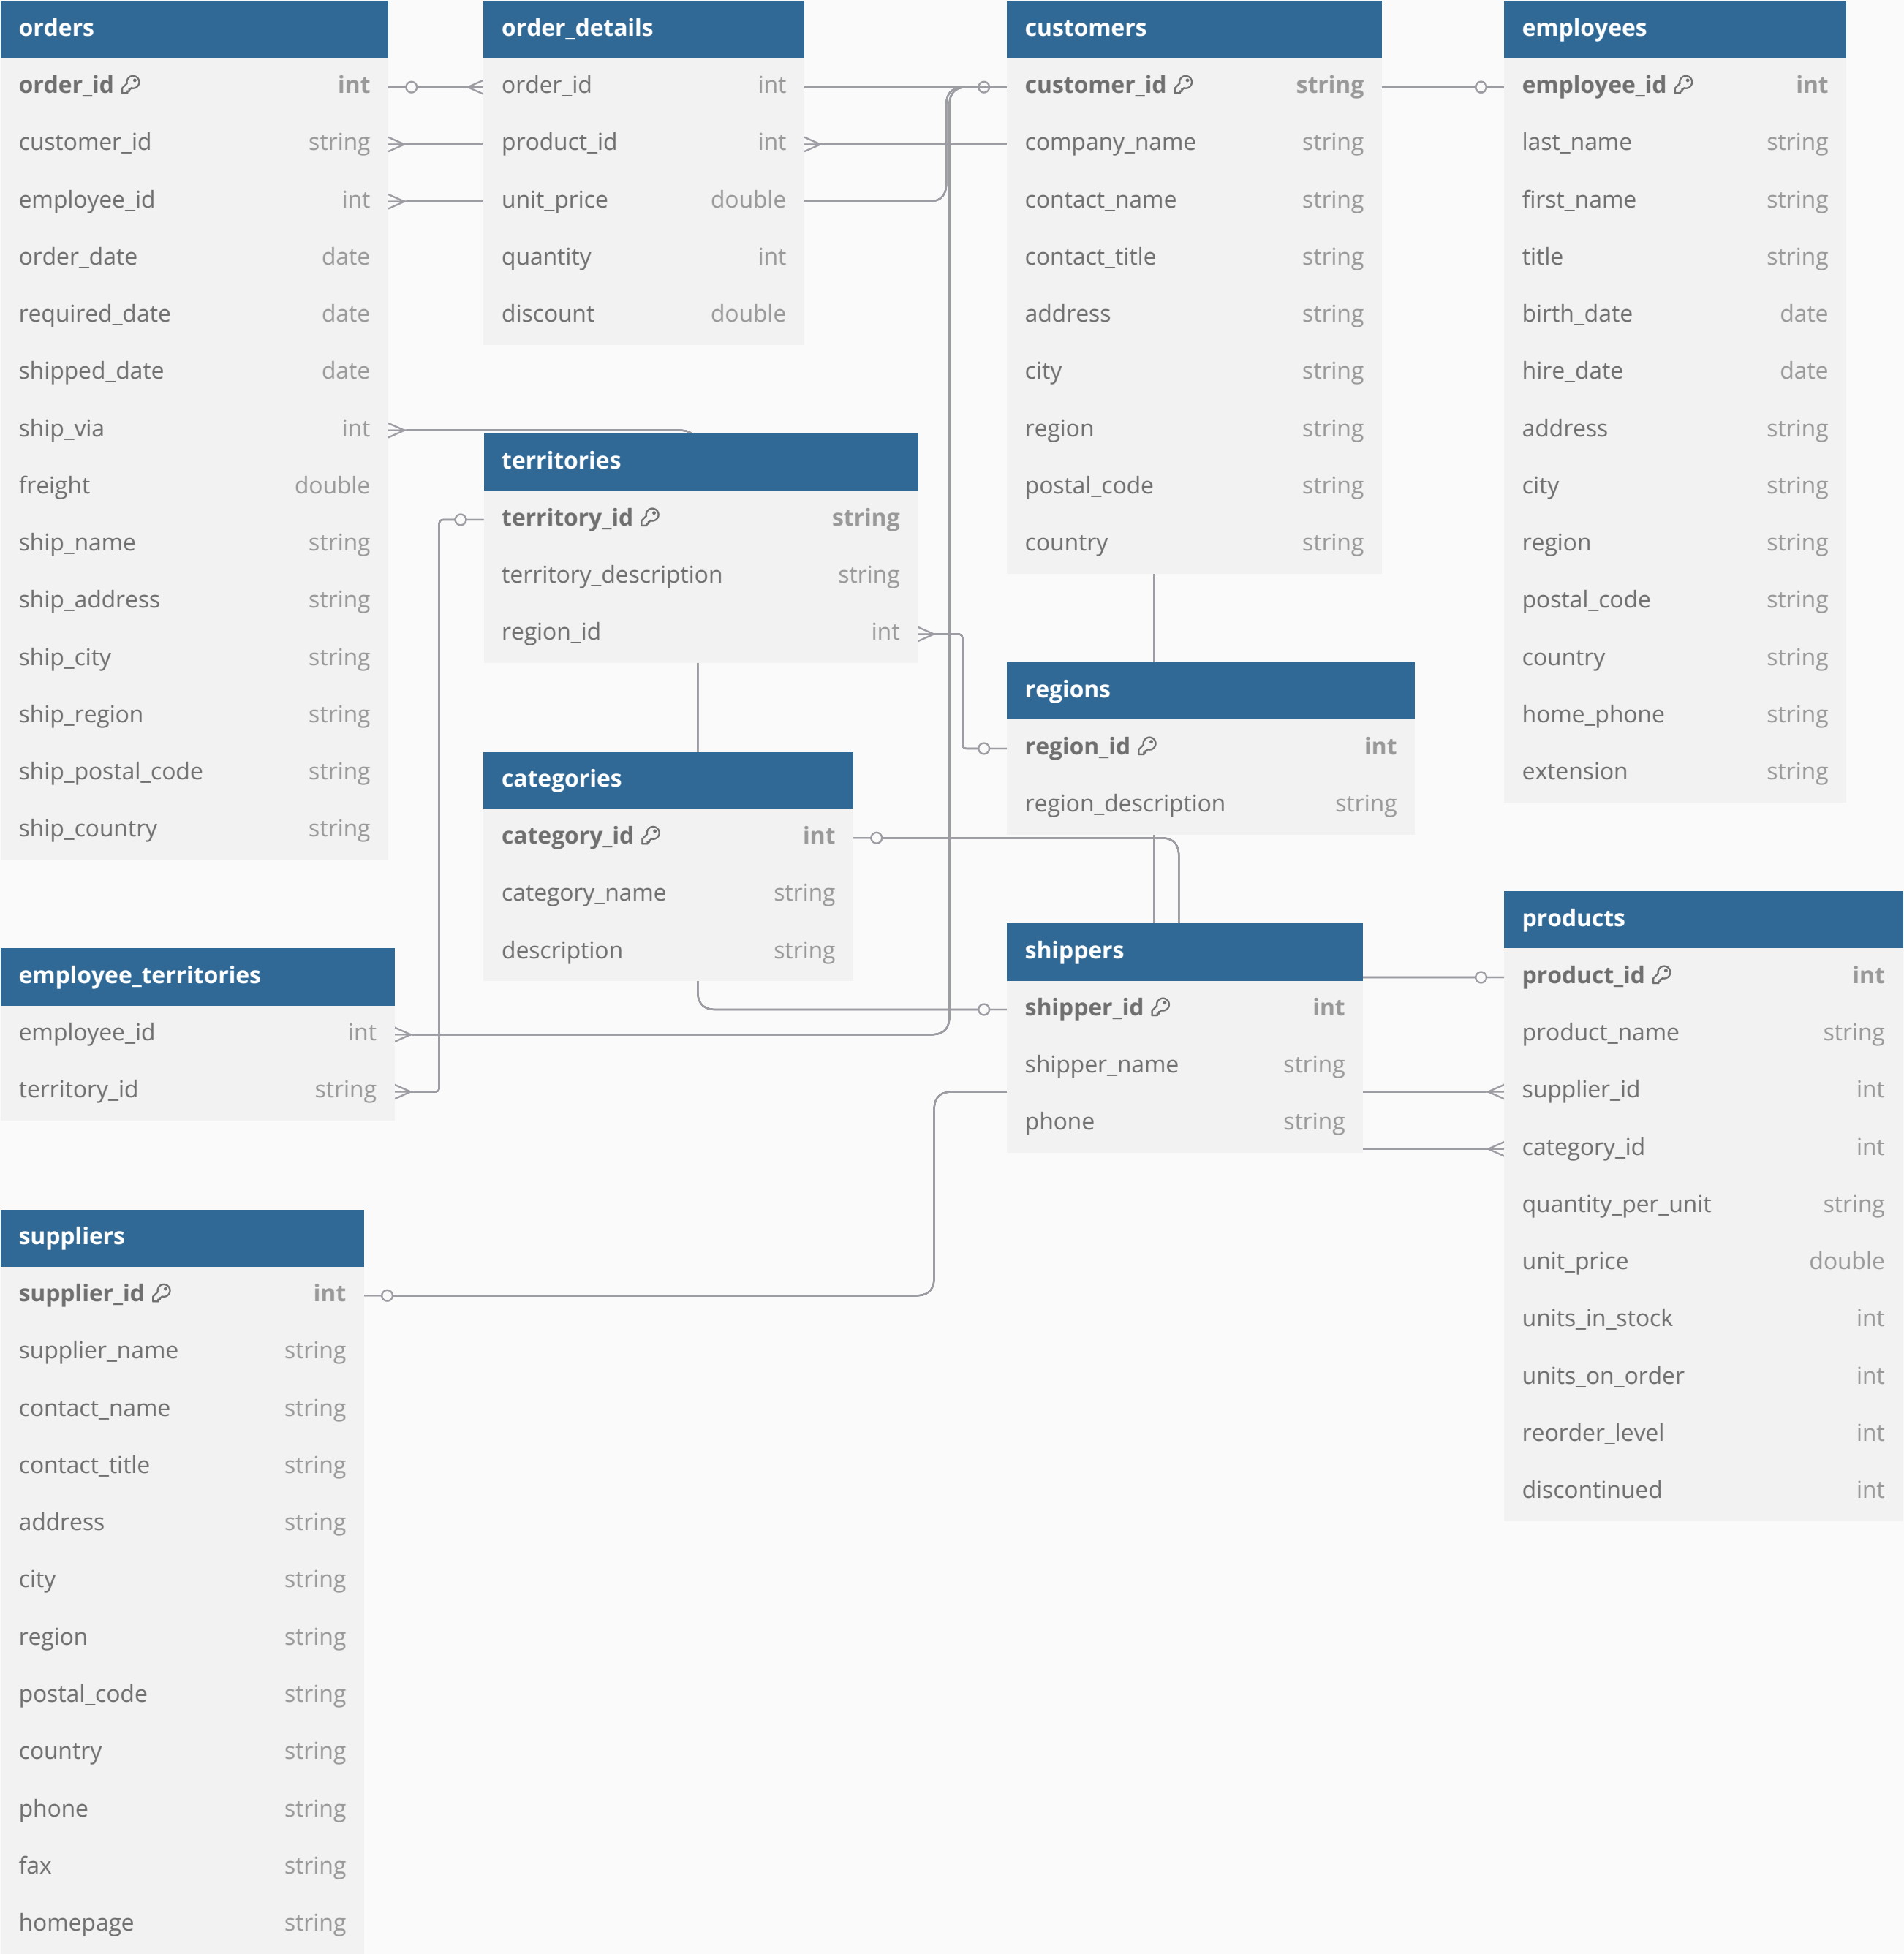 orders
order_id int
customer_id string
employee_id int
order_date date
required_date date
shipped_date date
ship_via int
freight double
ship_name string
ship_address string
ship_city string
ship_region string
ship_postal_code string
ship_country string
order_details
order_id int
product_id int
unit_price double
quantity int
discount double
customers
customer_id string
company_name string
contact_name string
contact_title string
address string
city string
region string
postal_code string
country string
employees
employee_id int
last_name string
first_name string
title string
birth_date date
hire_date date
address string
city string
region string
postal_code string
country string
home_phone string
extension string
territories
territory_id string
territory_description string
region_id int
regions
region_id int
region_description string
categories
category_id int
category_name string
description string
shippers
shipper_id int
shipper_name string
phone string
products
product_id int
product_name string
supplier_id int
category_id int
quantity_per_unit string
unit_price double
units_in_stock int
units_on_order int
reorder_level int
discontinued int
employee_territories
employee_id int
territory_id string
suppliers
supplier_id int
supplier_name string
contact_name string
contact_title string
address string
city string
region string
postal_code string
country string
phone string
fax string
homepage string